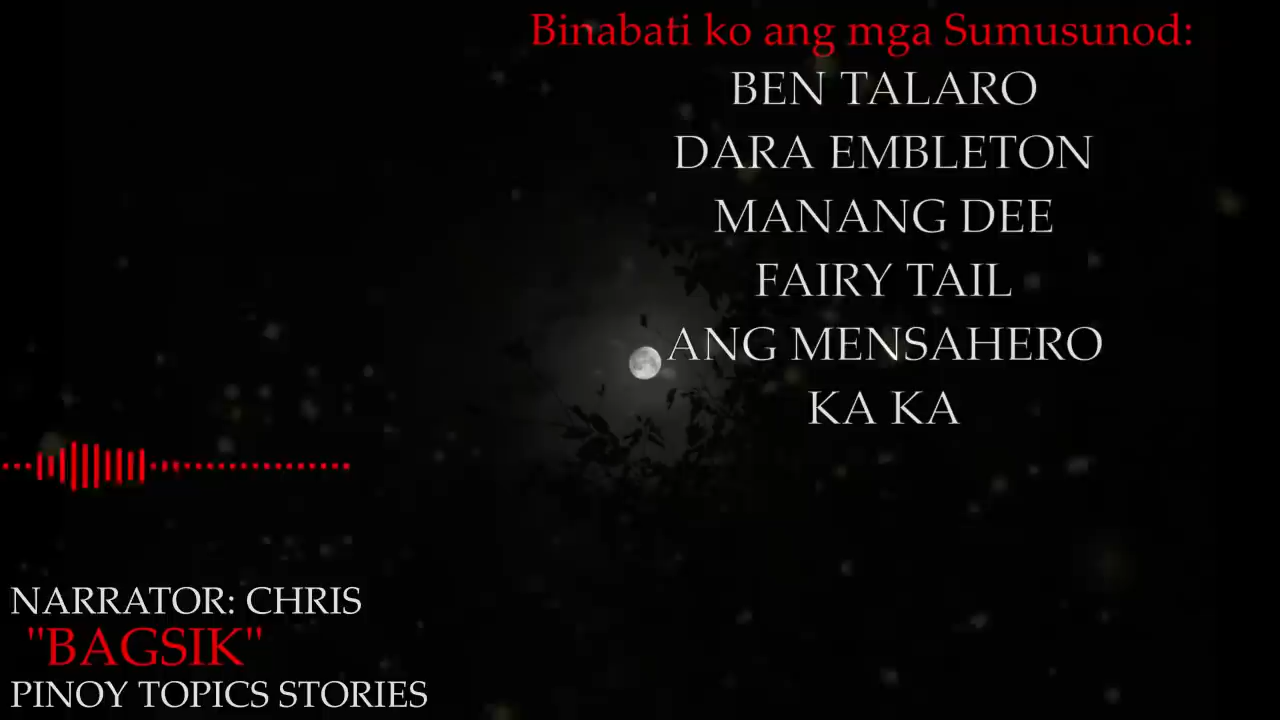 Binabati ko ang mga Sumusunod:
BEN TALARO
DARA EMBLETON
MANANG DEE
FAIRY TAIL
ANG MENSAHERO
KA KA
NARRATOR: CHRIS
"BAGSIK"
PINOY TOPICS STORIES